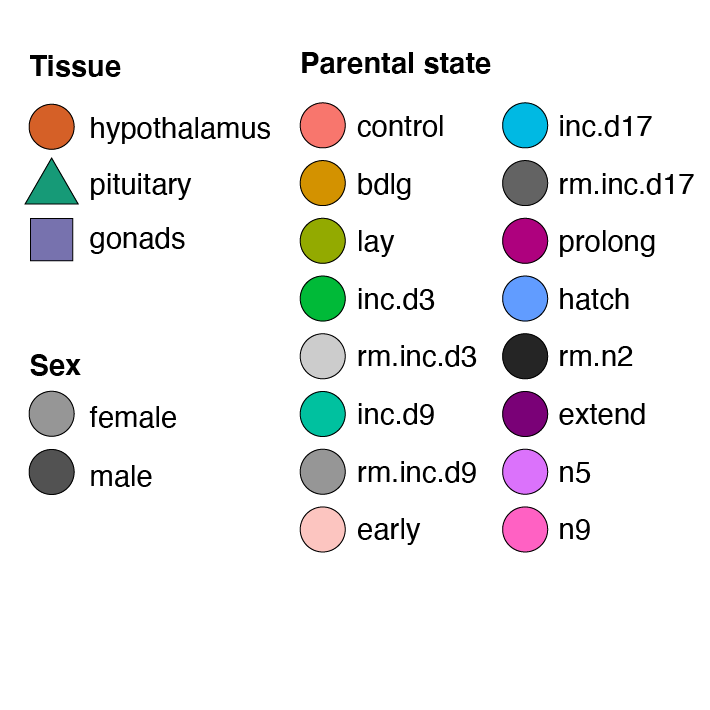 Tissue
hypothalamus
pituitary
gonads
Sex
female
male
Parental state
control
bdlg
lay
inc.d3
rm.inc.d3
inc.d9
rm.inc.d9
early
inc.d17
rm.inc.d17
prolong
hatch
rm.n2
extend
n5
n9